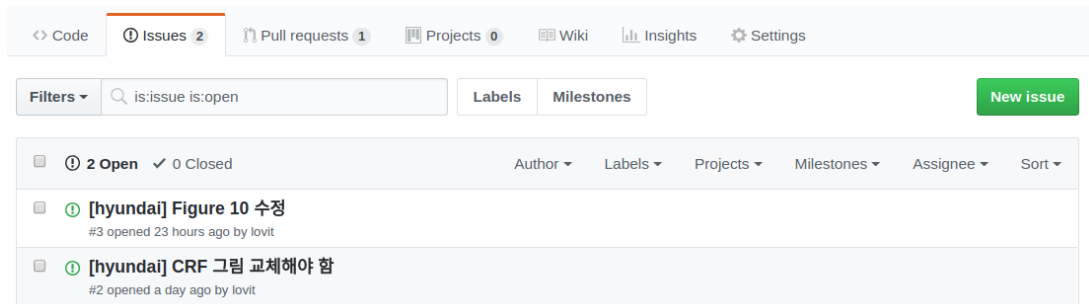 Code Issues 2 Pull requests 1 Projects 0 Wiki Insights Settings
Filters is:issue is:open Labels Milestones New issue
2 Open 0 Closed Author Labels Projects Milestones Assignee Sort
[hyundai] Figure 10 수정
#3 opened 23 hours ago by lovit
[hyundai] CRF 그림 교체해야 함
#2 opened a day ago by lovit